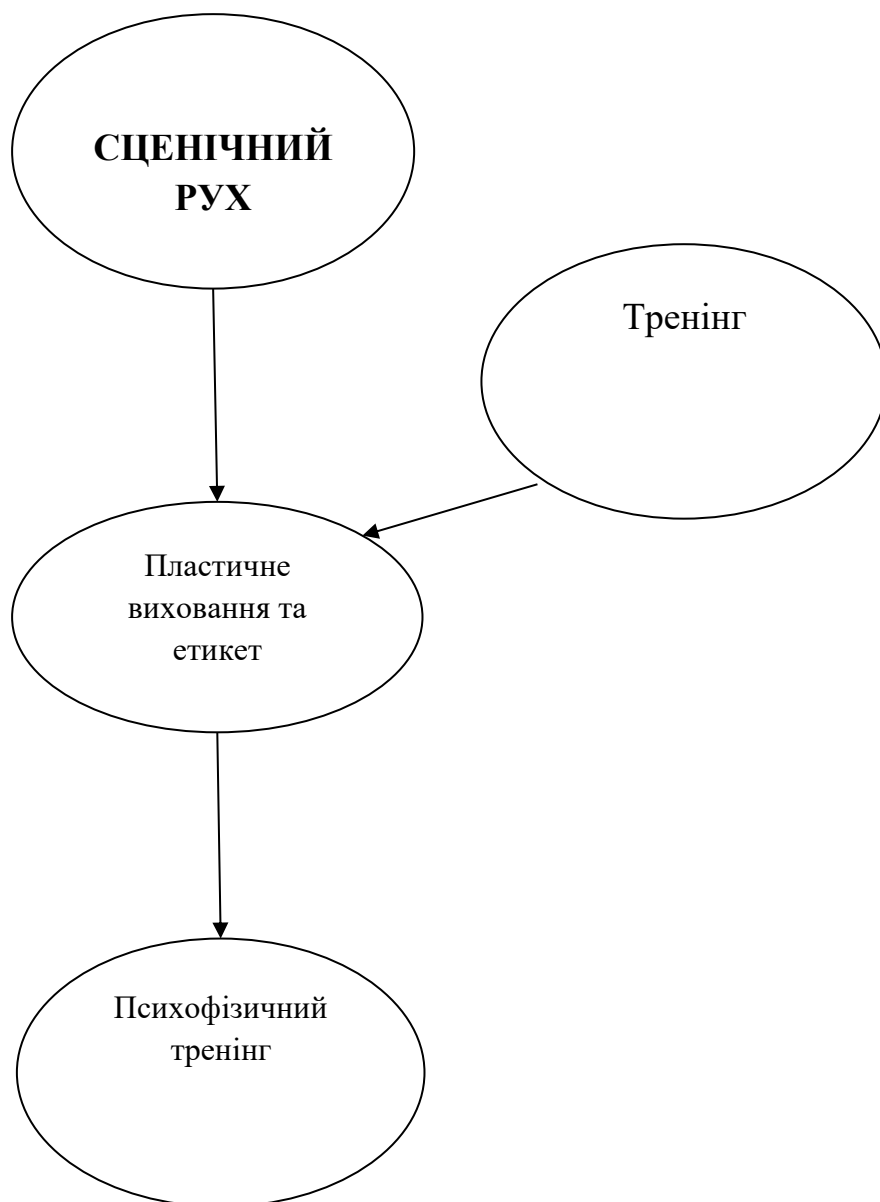 СЦЕНІЧНИЙ
РУХ
Тренінг
Пластичне
виховання та
етикет
Психофізичний
тренінг